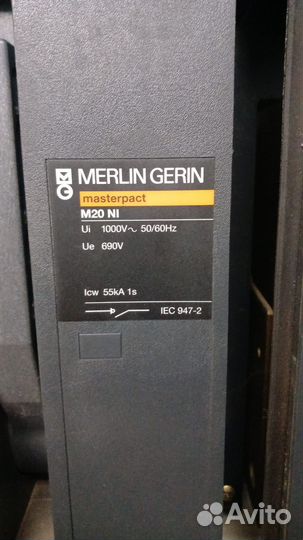 MERLIN GERIN
masterpact
M20 NI
Ui 1000V~ 50/60Hz
Ue 690V
Icw 55kA 1s
IEC 947-2
Avito